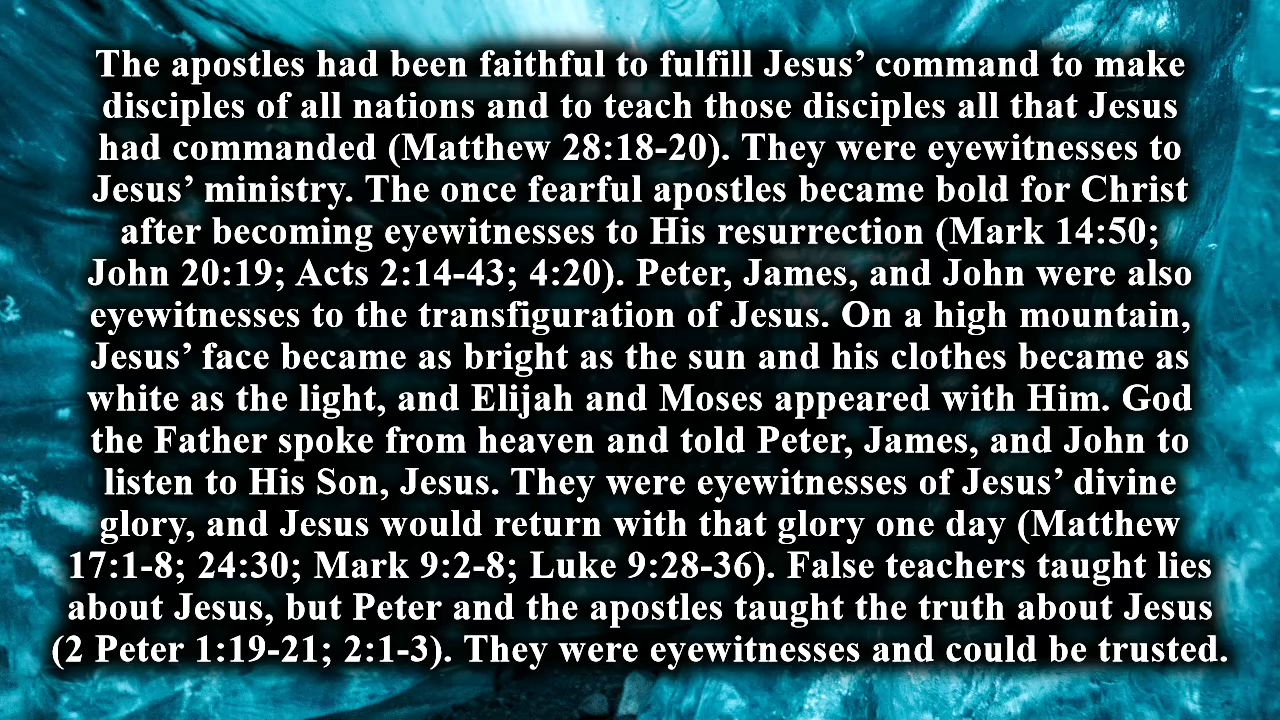 The apostles had been faithful to fulfill Jesus’ command to make
disciples of all nations and to teach those disciples all that Jesus
had commanded (Matthew 28:18-20). They were eyewitnesses to
Jesus’ ministry. The once fearful apostles became bold for Christ
after becoming eyewitnesses to His resurrection (Mark 14:50;
John 20:19; Acts 2:14-43; 4:20). Peter, James, and John were also
eyewitnesses to the transfiguration of Jesus. On a high mountain,
Jesus’ face became as bright as the sun and his clothes became as
white as the light, and Elijah and Moses appeared with Him. God
the Father spoke from heaven and told Peter, James, and John to
listen to His Son, Jesus. They were eyewitnesses of Jesus’ divine
glory, and Jesus would return with that glory one day (Matthew
17:1-8; 24:30; Mark 9:2-8; Luke 9:28-36). False teachers taught lies
about Jesus, but Peter and the apostles taught the truth about Jesus
(2 Peter 1:19-21; 2:1-3). They were eyewitnesses and could be trusted.